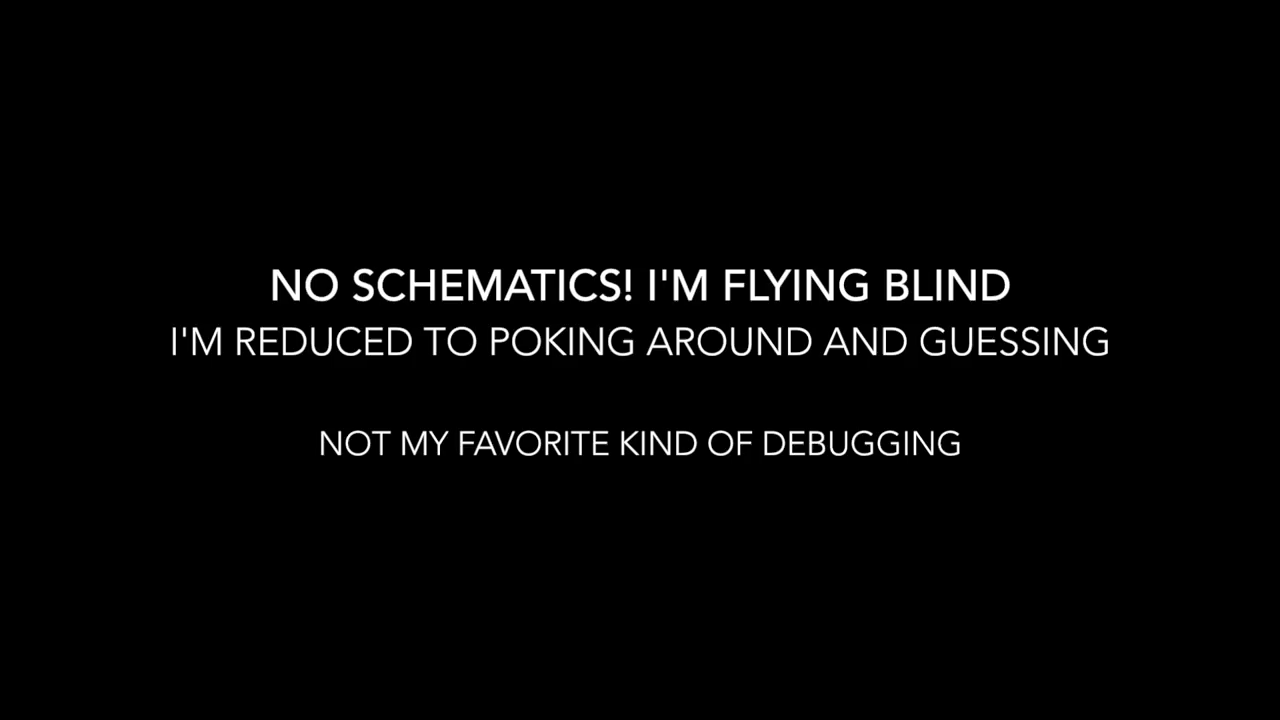 NO SCHEMATICS! I'M FLYING BLIND
I'M REDUCED TO POKING AROUND AND GUESSING
NOT MY FAVORITE KIND OF DEBUGGING